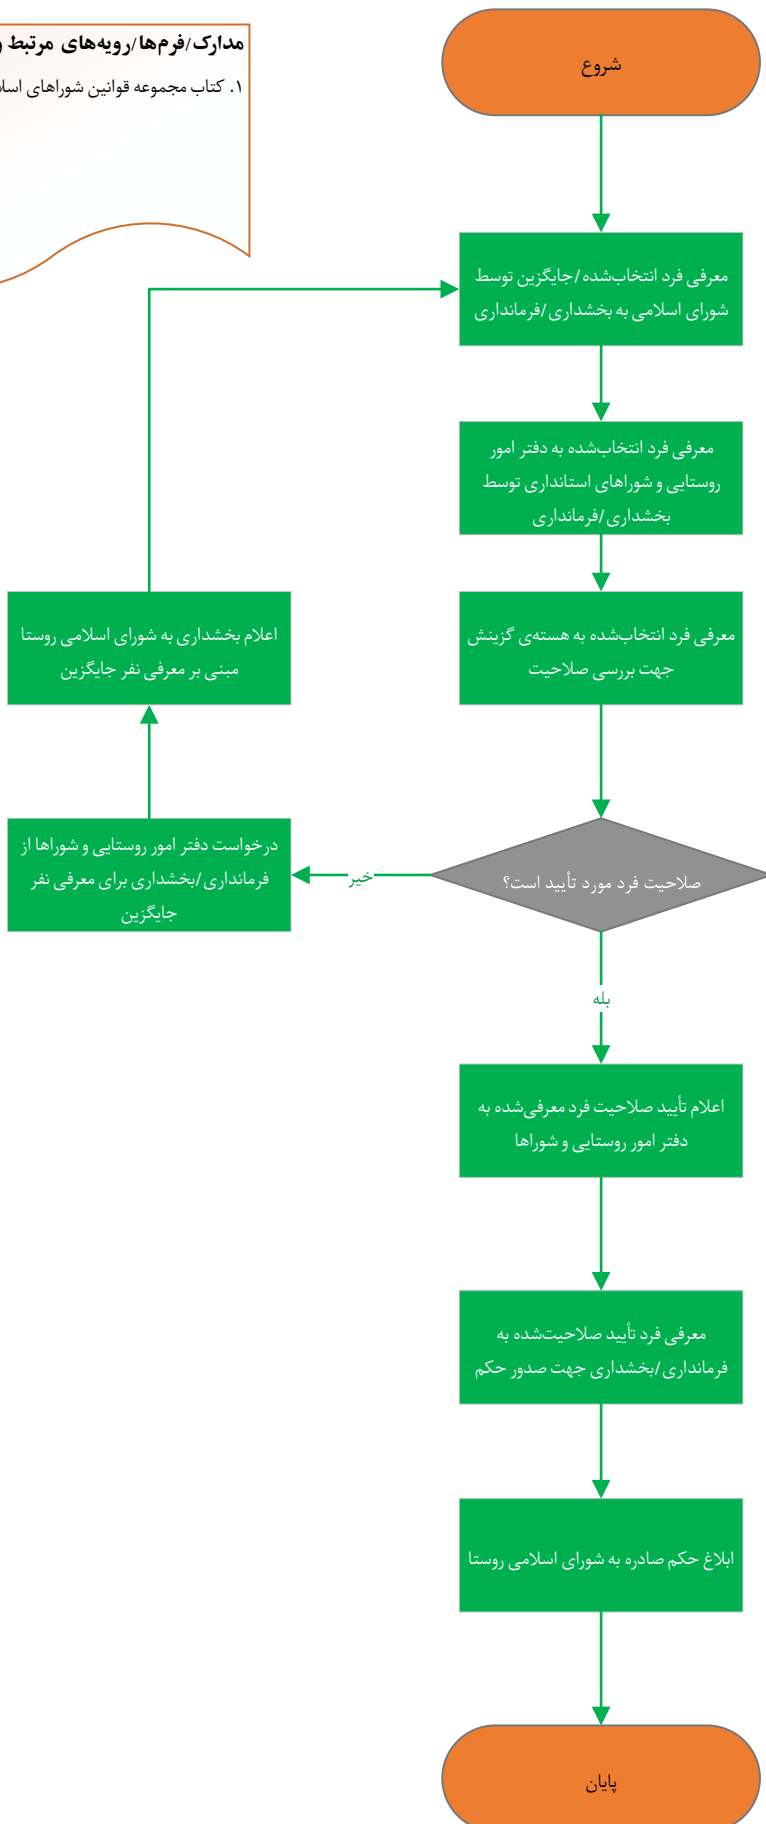 مدارک/فرم‌ها/رویه‌های مرتبط
۱. کتاب مجموعه قوانین شوراهای
شروع
معرفی فرد انتخاب‌شده/جایگزین توسط
شورای اسلامی به بخشداری/فرمانداری
معرفی فرد انتخاب‌شده به دفتر امور
روستایی و شوراهای استانداری توسط
بخشداری/فرمانداری
معرفی فرد انتخاب‌شده به هسته‌ی گزینش
جهت بررسی صلاحیت
اعلام بخشداری به شورای اسلامی روستا
مبنی بر معرفی نفر جایگزین
صلاحیت فرد مورد تأیید است؟
خیر
درخواست دفتر امور روستایی و شوراها از
فرمانداری/بخشداری برای معرفی نفر
جایگزین
بله
اعلام تأیید صلاحیت فرد معرفی‌شده به
دفتر امور روستایی و شوراها
معرفی فرد تأیید صلاحیت‌شده به
فرمانداری/بخشداری جهت صدور حکم
ابلاغ حکم صادره به شورای اسلامی روستا
پایان